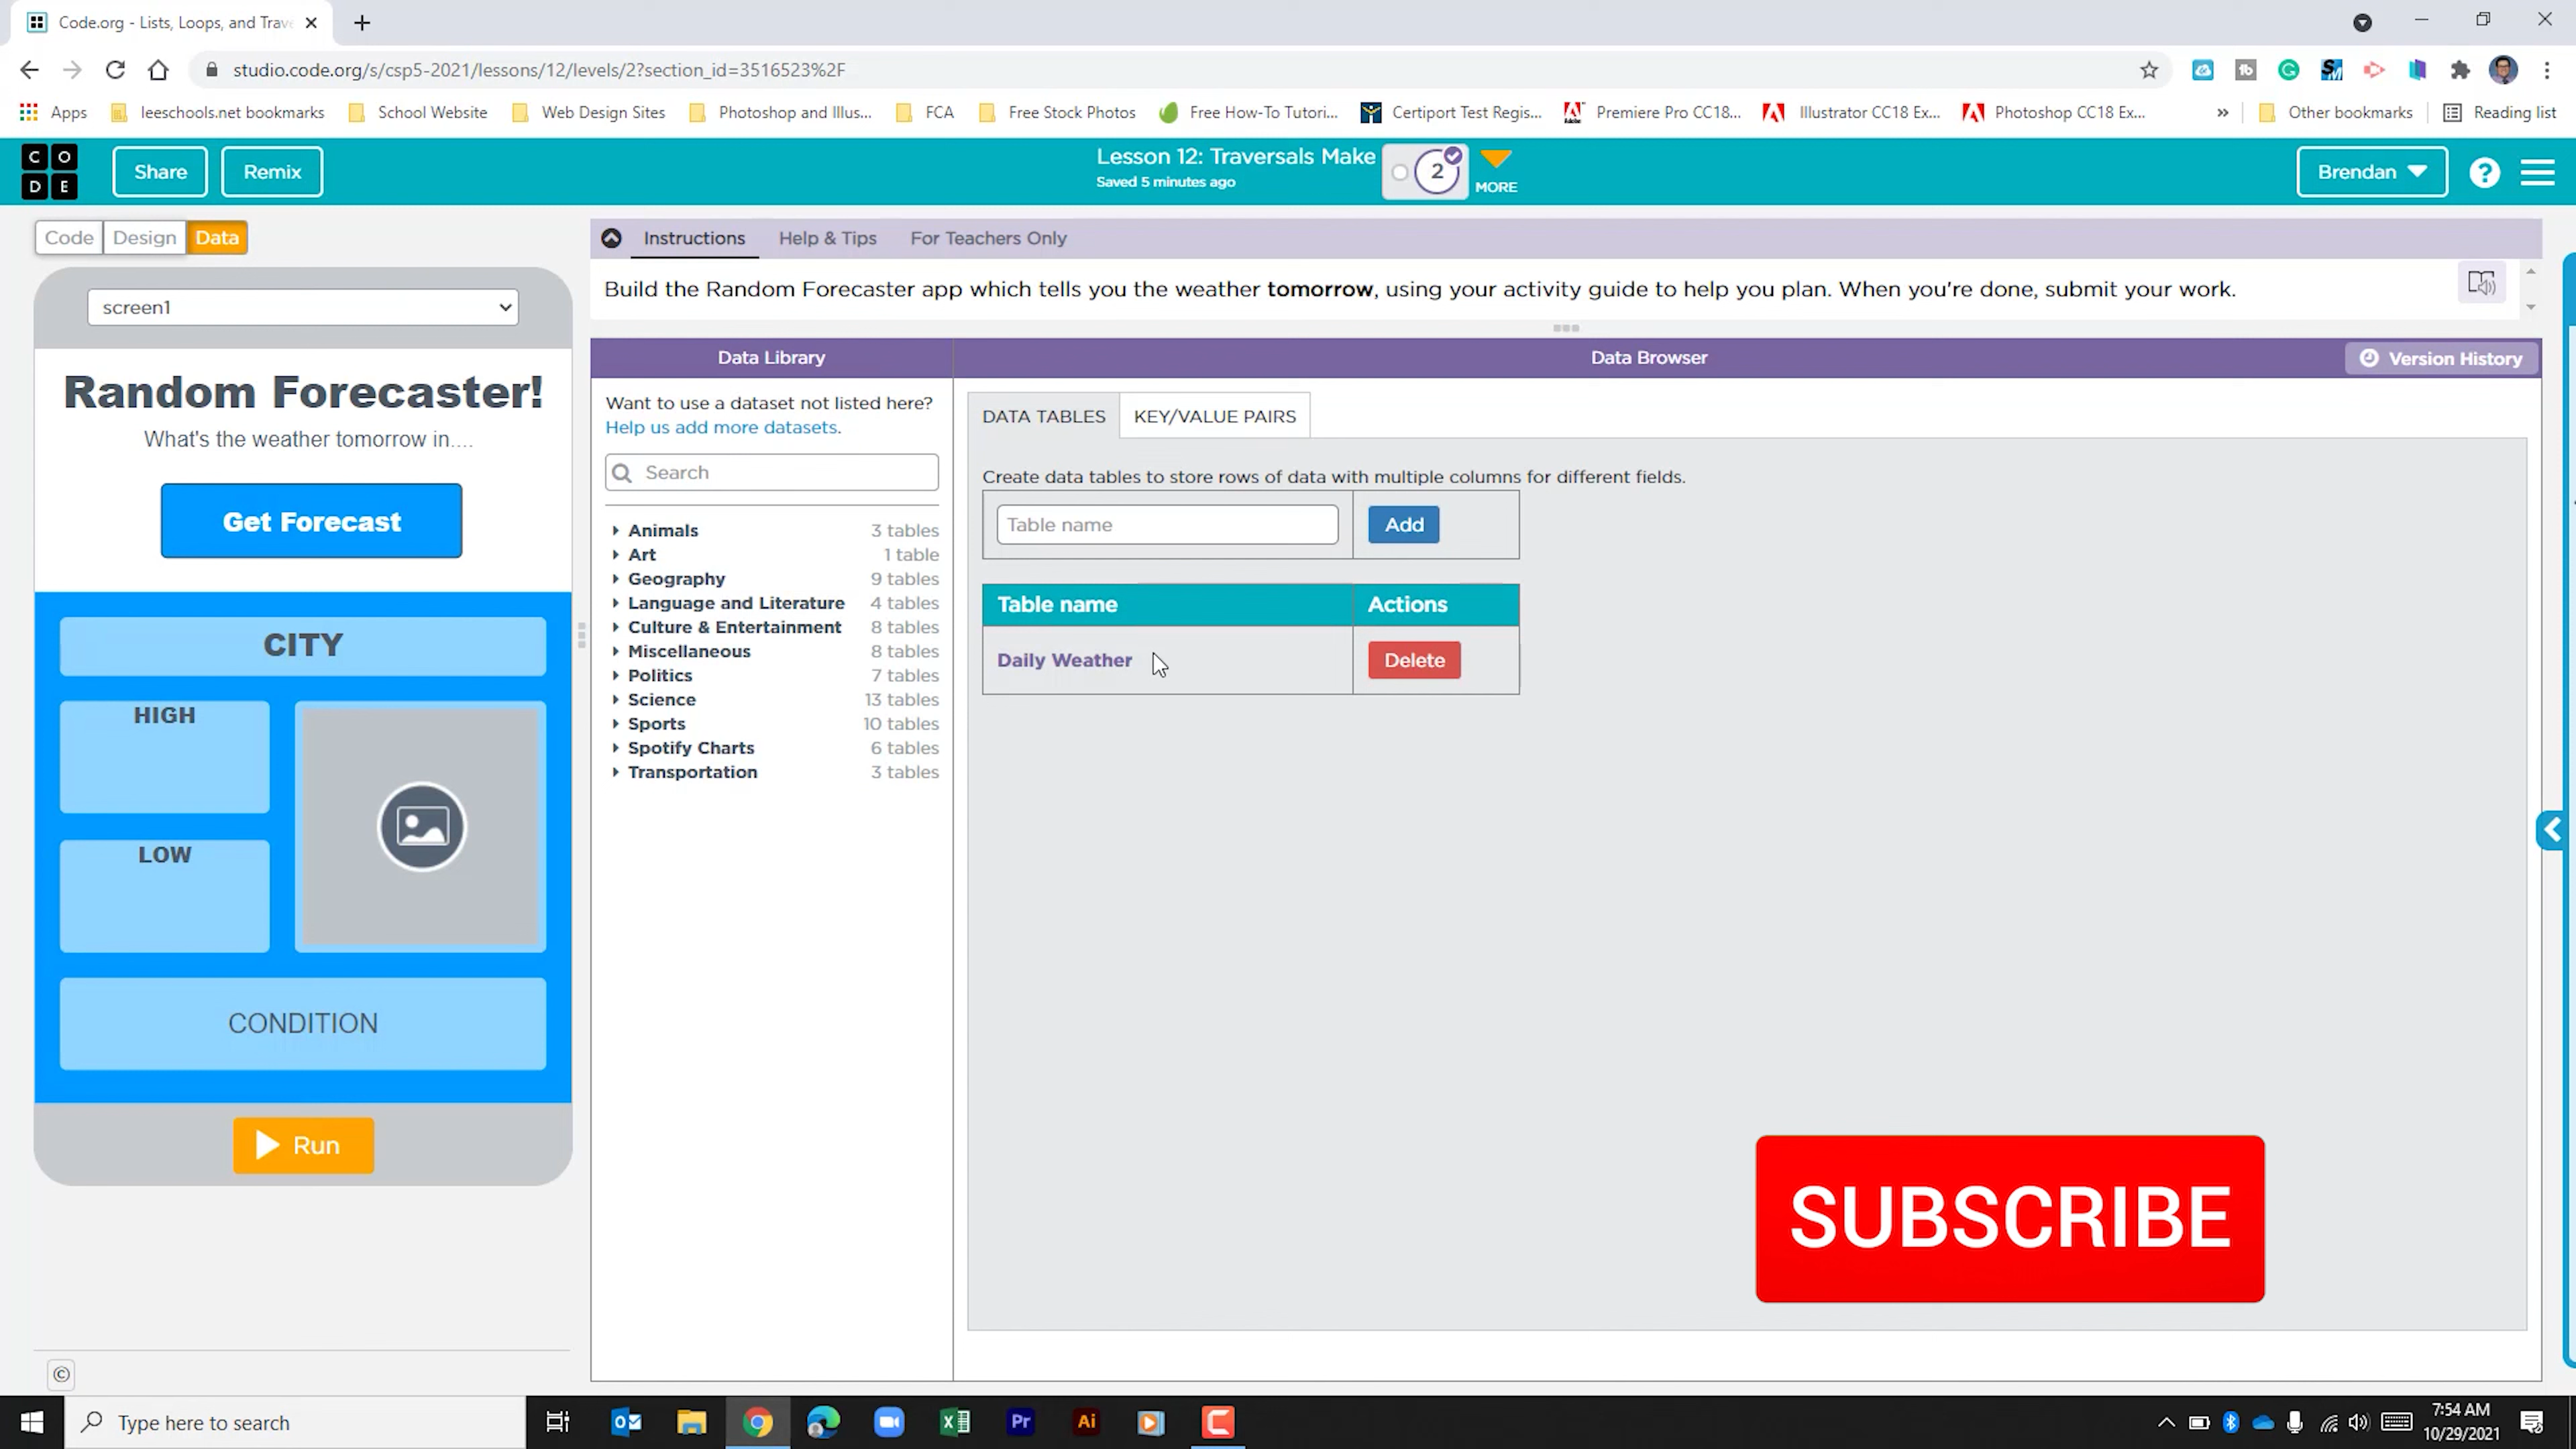 Code.org - Lists, Loops, and Trave
studio.code.org/s/csp5-2021/lessons/12/levels/2?section_id=3516523%2F
Apps
leeschools.net bookmarks
School Website
Web Design Sites
Photoshop and Illus...
FCA
Free Stock Photos
Free How-To Tutori...
Certiport Test Regis...
Premiere Pro CC18...
Illustrator CC18 Ex...
Photoshop CC18 Ex...
»
Other bookmarks
Reading list
C O
D E
Share
Remix
Lesson 12: Traversals Make
Saved 5 minutes ago
2
MORE
Brendan
?
Code
Design
Data
Instructions
Help & Tips
For Teachers Only
Build the Random Forecaster app which tells you the weather tomorrow, using your activity guide to help you plan. When you're done, submit your work.
screen1
Random Forecaster!
What's the weather tomorrow in....
Get Forecast
CITY
HIGH
LOW
CONDITION
Run
©
Data Library
Want to use a dataset not listed here?
Help us add more datasets.
Search
Animals 3 tables
Art 1 table
Geography 9 tables
Language and Literature 4 tables
Culture & Entertainment 8 tables
Miscellaneous 8 tables
Politics 7 tables
Science 13 tables
Sports 10 tables
Spotify Charts 6 tables
Transportation 3 tables
Data Browser
Version History
DATA TABLES
KEY/VALUE PAIRS
Create data tables to store rows of data with multiple columns for different fields.
Table name
Add
Table name Actions
Daily Weather Delete
SUBSCRIBE
Type here to search
Pr
Ai
7:54 AM
10/29/2021